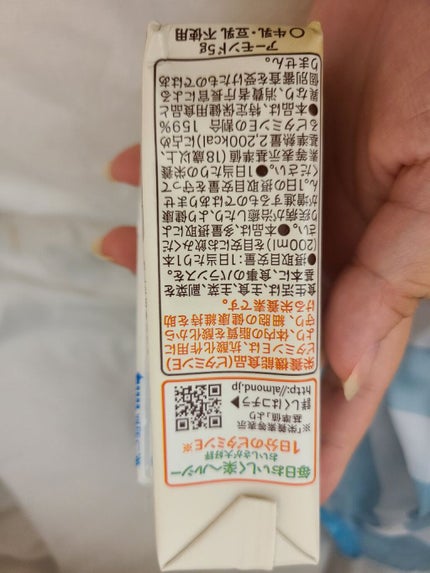 毎日おいしく楽～ヘルシー
おいしさが大好評
1日分のビタミンE※
※「栄養素等表示
基準値」より
詳しくはコチラ▶
http://almond.jp
栄養機能食品(ビタミンE)
ビタミンEは、抗酸化作用に
より、体内の脂質を酸化から
守り、細胞の健康維持を助
ける栄養素です。
食生活は、主食、主菜、副菜を
基本に、食事のバランスを。
●摂取目安量：1日当たり1本
(200ml)を目安にお飲みくだ
さい。●本品は、多量摂取によ
り疾病が治癒したり、より健康
が増進するものではありませ
ん。1日の摂取目安量を守って
ください。●1日当たりの栄養
素等表示基準値(18歳以上、
基準熱量2,200kcal)に占め
るビタミンEの割合 159%
●本品は、特定保健用食品と
異なり、消費者庁長官による
個別審査を受けたものではあ
りません。
アーモンド5g
○牛乳・豆乳 不使用